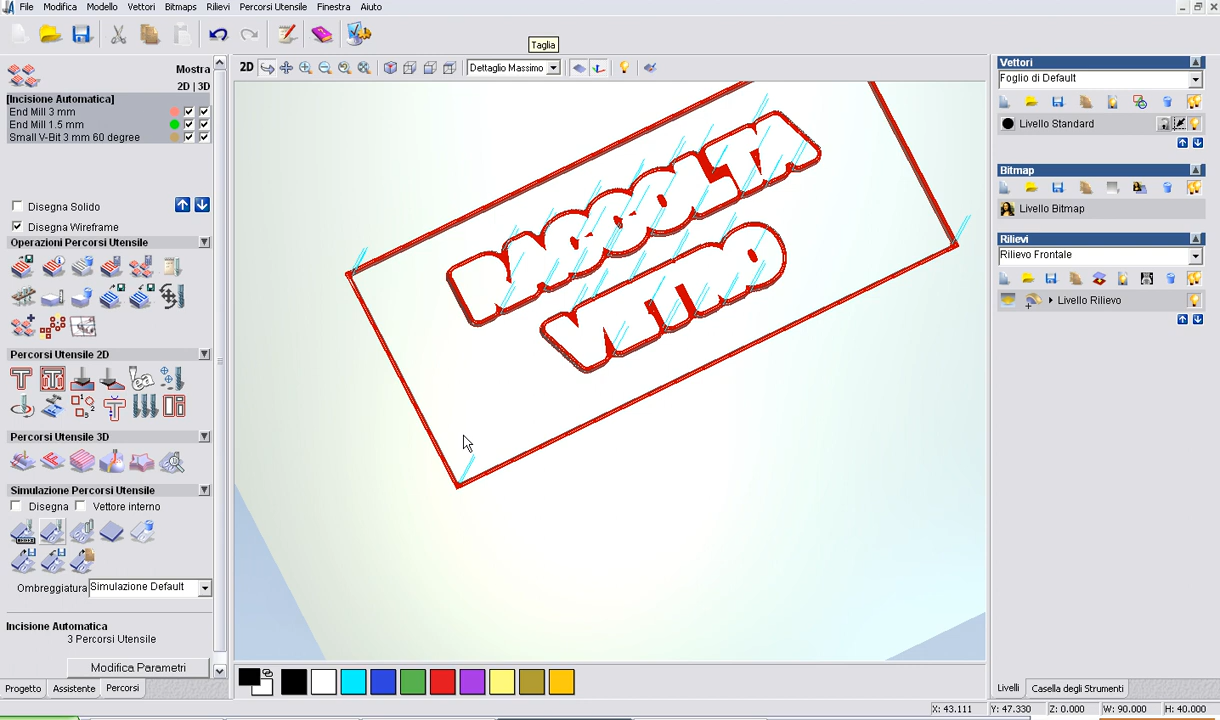 File Modifica Modello Vettori Bitmaps Rilievi Percorsi Utensile Finestra Aiuto
Taglia
2D Dettaglio Massimo
Mostra
2D | 3D
[Incisione Automatica]
End Mill 3 mm
End Mill 1.5 mm
Small V-Bit 3 mm 60 degree
Disegna Solido
Disegna Wireframe
Operazioni Percorsi Utensile
Percorsi Utensile 2D
Percorsi Utensile 3D
Simulazione Percorsi Utensile
Disegna Vettore interno
Ombreggiatura Simulazione Default
Incisione Automatica
3 Percorsi Utensile
Modifica Parametri
Progetto Assistente Percorsi
VINO
Vettori
Foglio di Default
Livello Standard
Bitmap
Livello Bitmap
Rilievi
Rilievo Frontale
Livello Rilievo
Livelli Casella degli Strumenti
X: 43.111 Y: 47.330 Z: 0.000 W: 90.000 H: 40.000